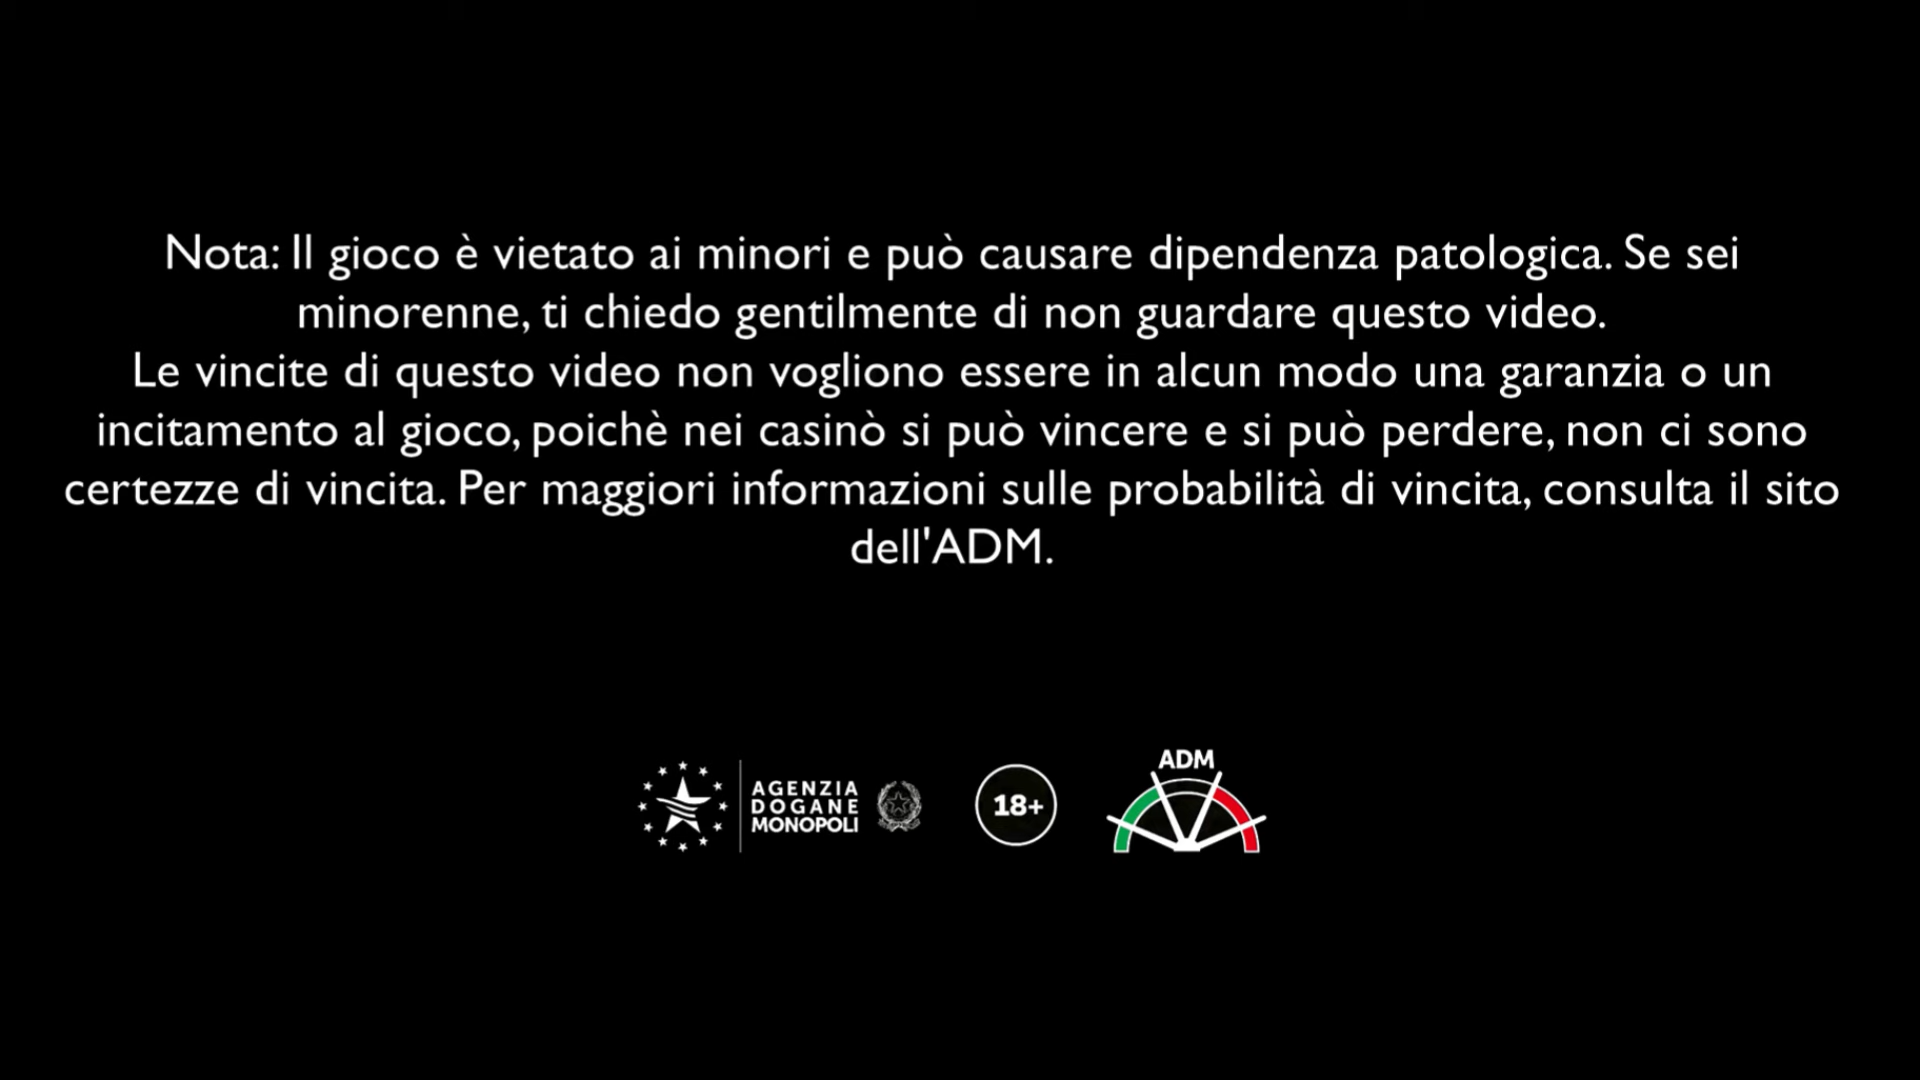 Nota: Il gioco è vietato ai minori e può causare dipendenza patologica. Se sei
minorenne, ti chiedo gentilmente di non guardare questo video.
Le vincite di questo video non vogliono essere in alcun modo una garanzia o un
incitamento al gioco, poichè nei casinò si può vincere e si può perdere, non ci sono
certezze di vincita. Per maggiori informazioni sulle probabilità di vincita, consulta il sito
dell'ADM.
AGENZIA
DOGANE
MONOPOLI
18+
ADM